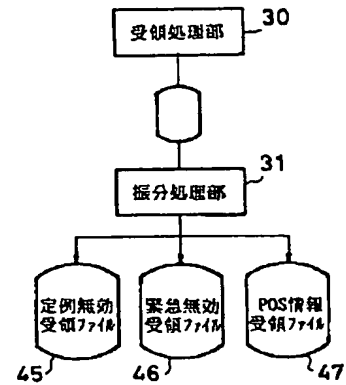 受領処理部
30
振分処理部
31
定例無効
受領ファイル
45
緊急無効
受領ファイル
46
POS情報
受領ファイル
47